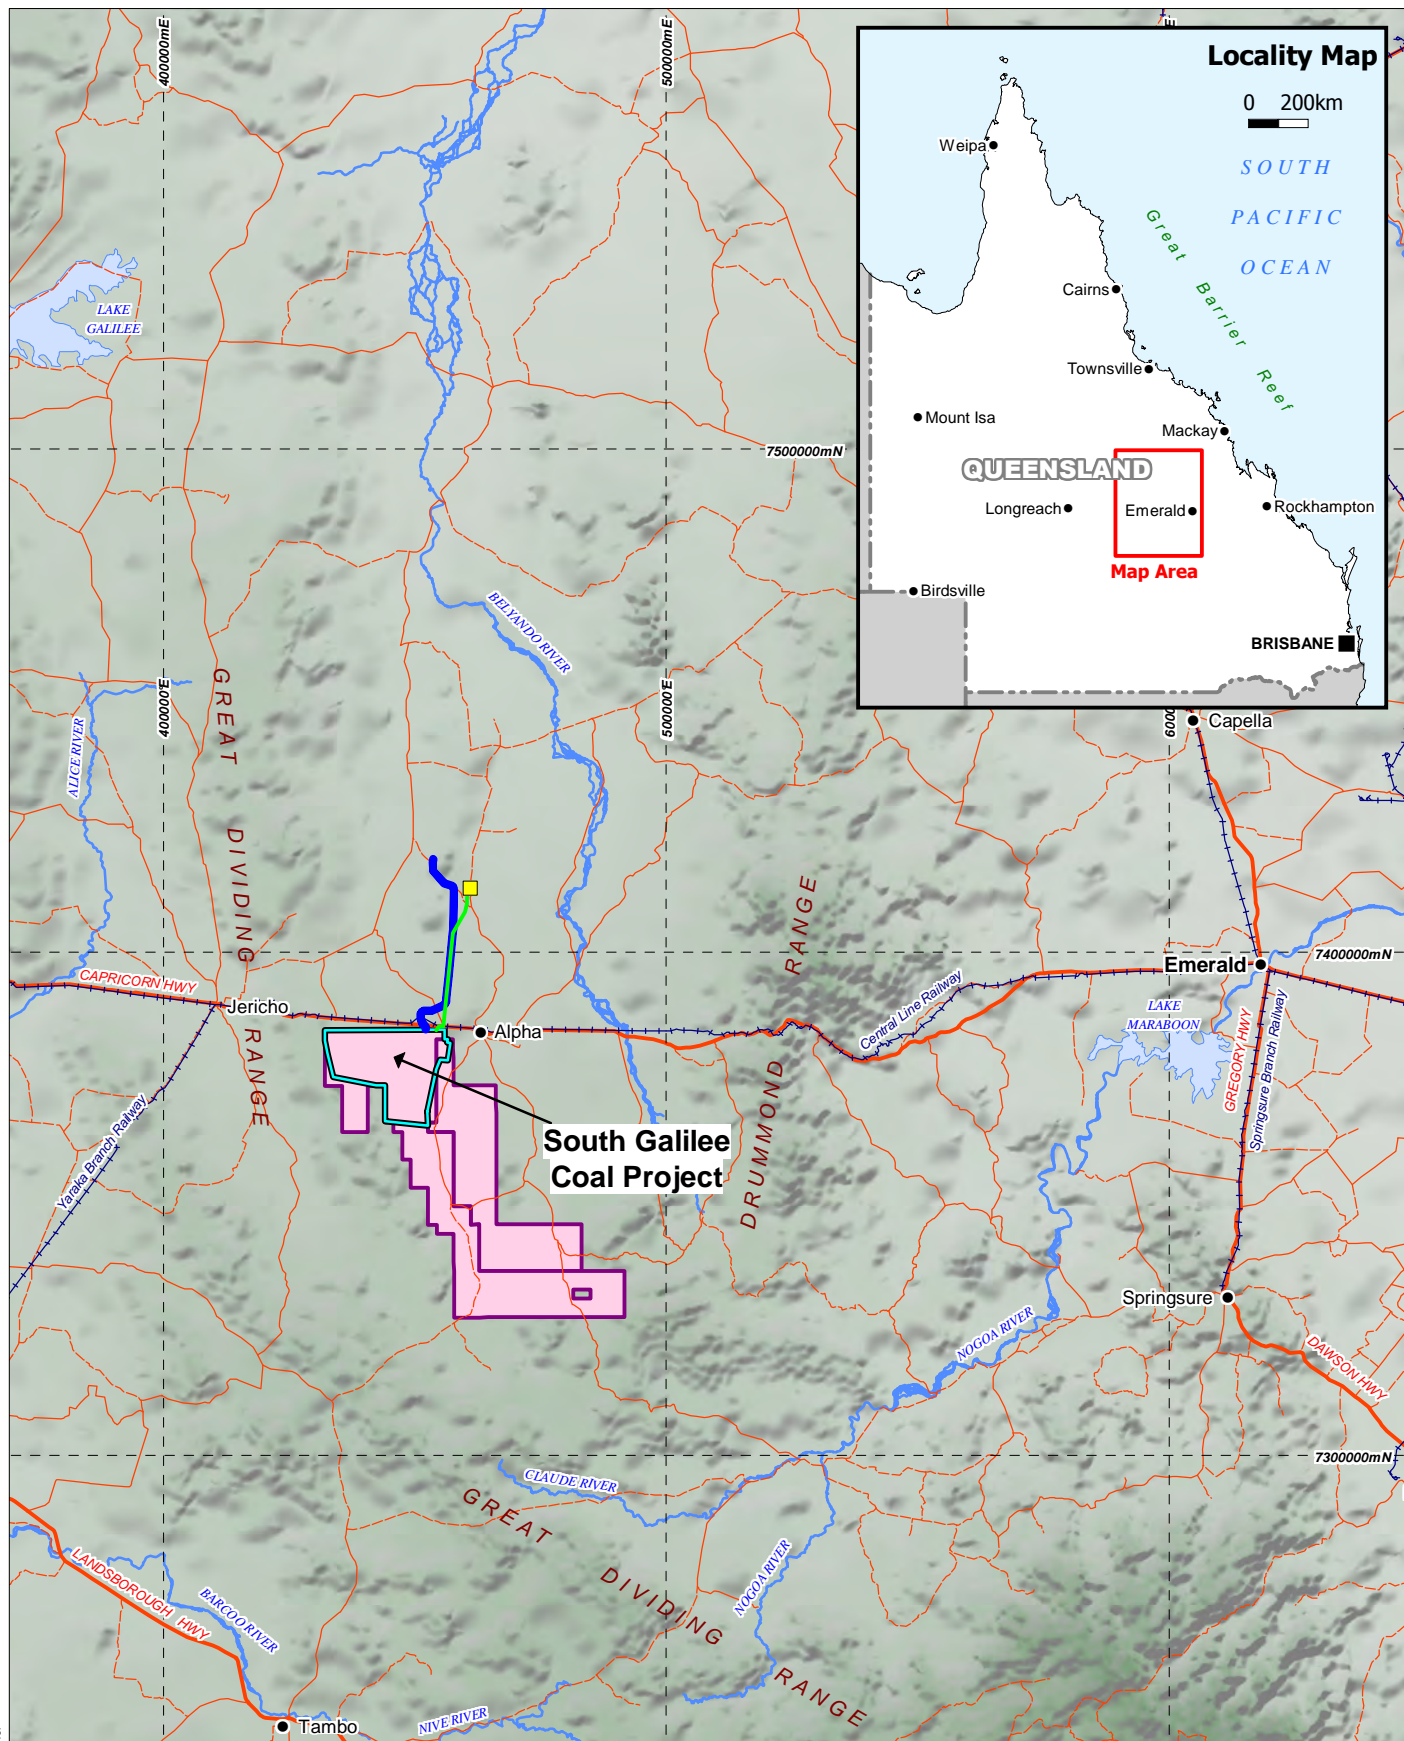 400000mE
500000mE
E
Locality Map
0 200km
Weipa
SOUTH
PACIFIC
OCEAN
Great Barrier Reef
Cairns
Townsville
Mount Isa
Mackay
QUEENSLAND
Longreach
Emerald
Rockhampton
Map Area
Birdsville
BRISBANE
LAKE
GALILEE
7500000mN
BELYANDO RIVER
400000'E
500000'E
6000
Capella
ALICE RIVER
GREAT DIVIDING RANGE
DRUMMOND RANGE
7400000mN
Emerald
CAPRICORN HWY
Jericho
Alpha
Central Line Railway
LAKE
MARABOON
GREGORY HWY
Springsure Branch Railway
Yaraka Branch Railway
South Galilee
Coal Project
Springsure
NOGOA RIVER
DAWSON HWY
7300000mN
CLAUDE RIVER
GREAT DIVIDING RANGE
NOGOA RIVER
LANDSBOROUGH HWY
BARCOO RIVER
Tambo
NIVE RIVER